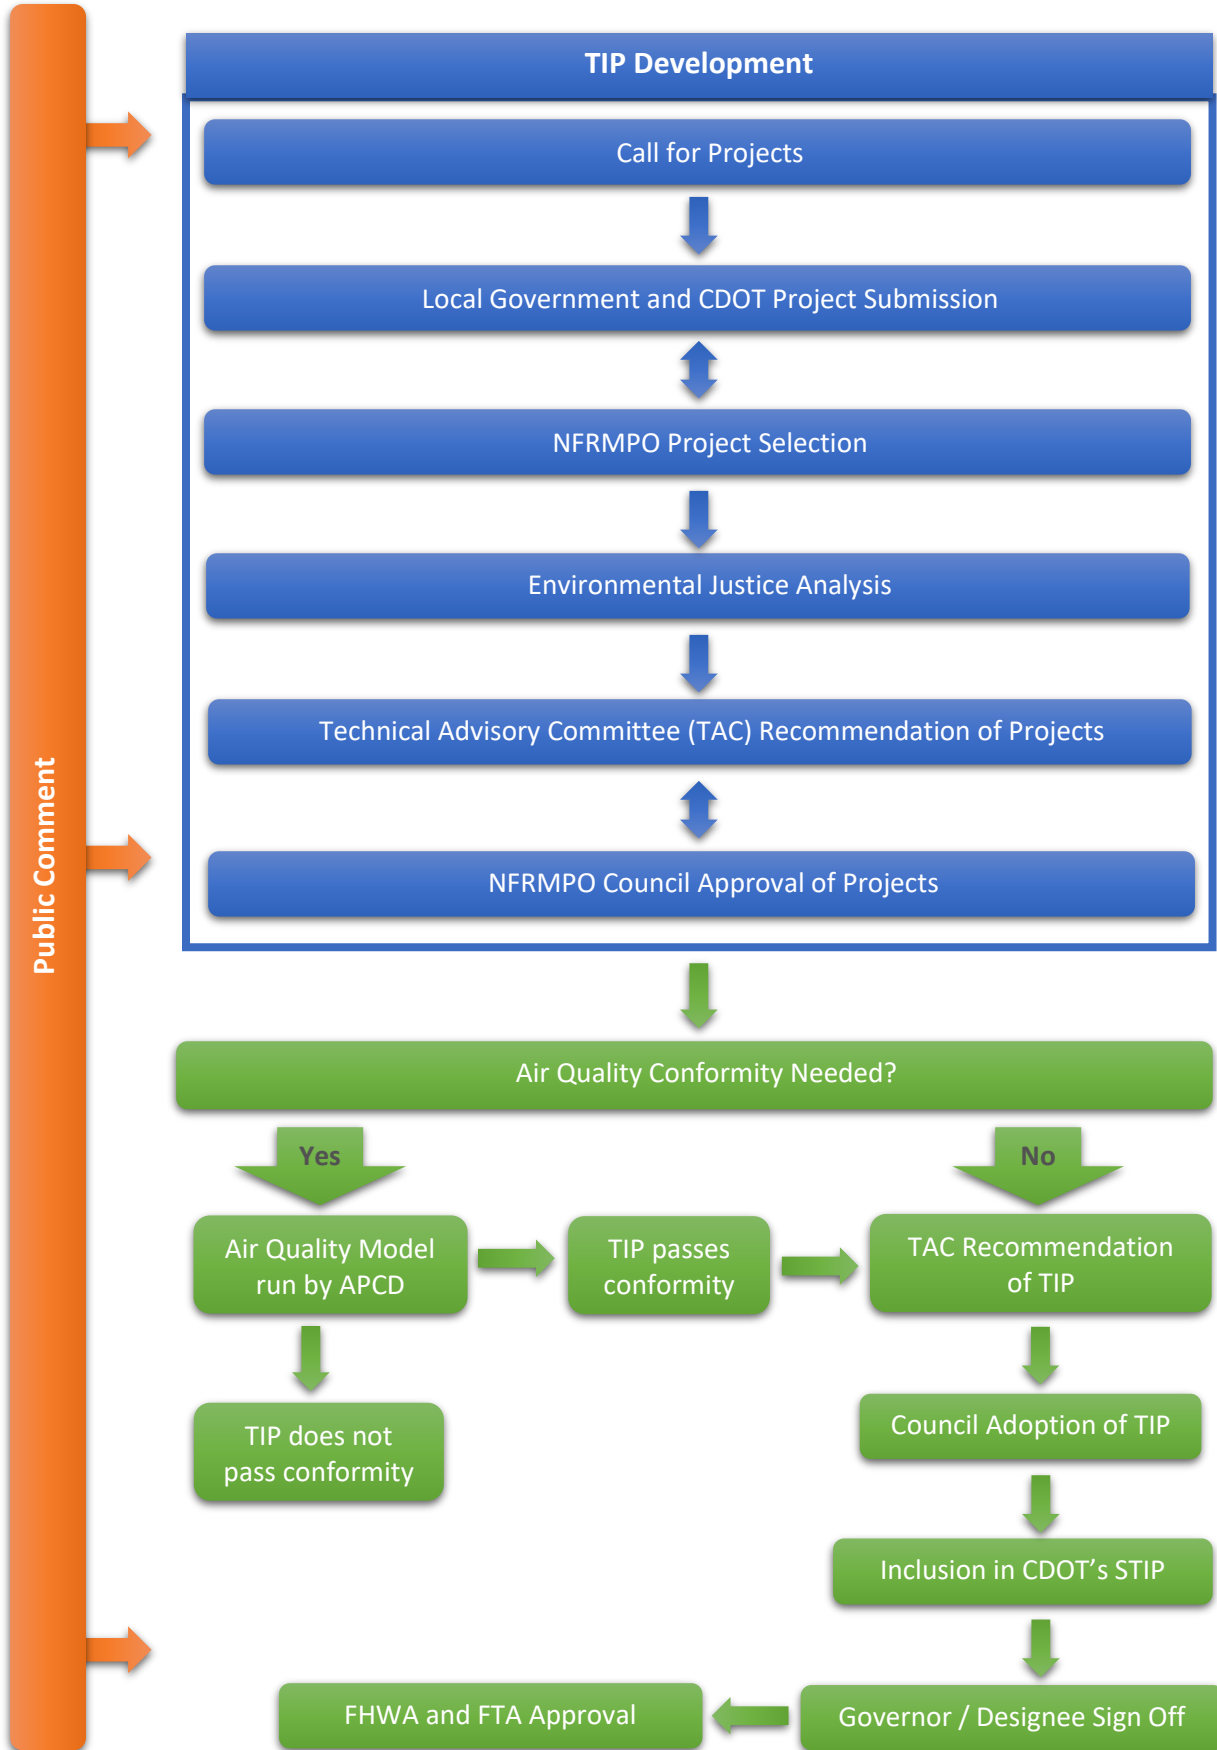 Public Comment
TIP Development
Call for Projects
Local Government and CDOT Project Submission
NFRMPO Project Selection
Environmental Justice Analysis
Technical Advisory Committee (TAC) Recommendation of Projects
NFRMPO Council Approval of Projects
Air Quality Conformity Needed?
Yes
No
Air Quality Model
run by APCD
TIP passes
conformity
TAC Recommendation
of TIP
TIP does not
pass conformity
Council Adoption of TIP
Inclusion in CDOT’s STIP
Governor / Designee Sign Off
FHWA and FTA Approval